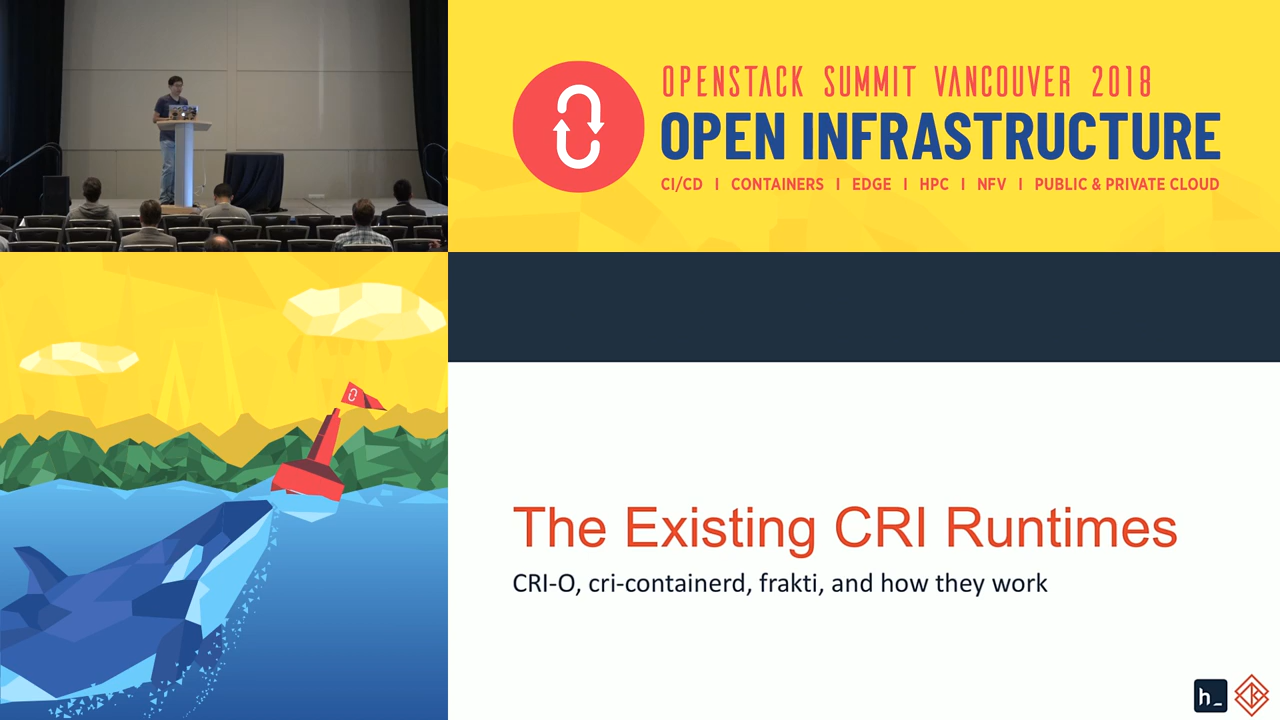 OPENSTACK SUMMIT VANCOUVER 2018
OPEN INFRASTRUCTURE
CI/CD I CONTAINERS I EDGE I HPC I NFV I PUBLIC & PRIVATE CLOUD
The Existing CRI Runtimes
CRI-O, cri-containerd, frakti, and how they work
h_